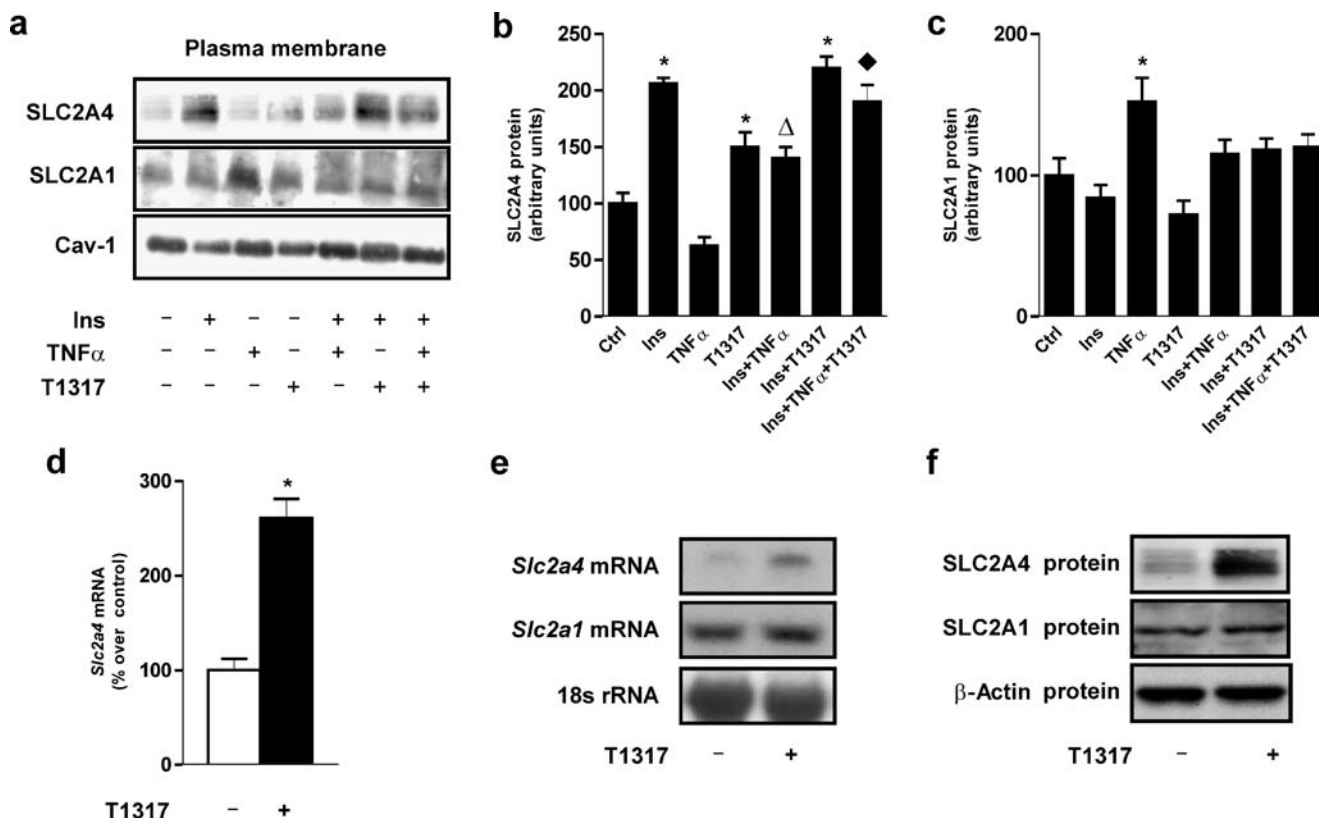 a
Plasma membrane
SLC2A4
SLC2A1
Cav-1
Ins – + – – + + +
TNFα – – + – + – +
T1317 – – – + – + +
b
SLC2A4 protein
(arbitrary units)
250
200
150
100
50
0
*
*
Δ
*
◆
Ctrl
Ins
TNFα
T1317
Ins+TNFα
Ins+T1317
Ins+TNFα+T1317
c
SLC2A1 protein
(arbitrary units)
200
100
0
*
Ctrl
Ins
TNFα
T1317
Ins+TNFα
Ins+T1317
Ins+TNFα+T1317
d
Slc2a4 mRNA
(% over control)
300
200
100
0
*
T1317 – +
e
Slc2a4 mRNA
Slc2a1 mRNA
18s rRNA
T1317 – +
f
SLC2A4 protein
SLC2A1 protein
β-Actin protein
T1317 – +